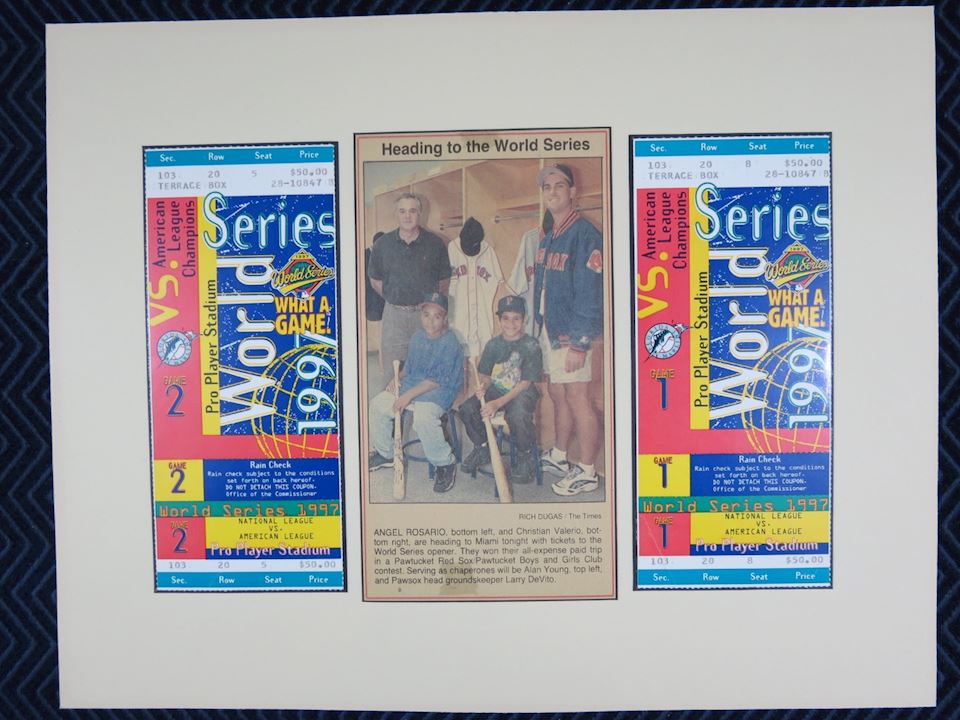 Sec. Row Seat Price
103 20 5 $50.00
TERRACE BOX 28-10847 B
VS. American
League
Champions
Pro Player Stadium
World
Series
1997
1997
World Series
WHAT A
GAME!
GAME
2
GAME
2
Rain Check
Rain check subject to the conditions
set forth on back hereof.
DO NOT DETACH THIS COUPON.
Office of the Commissioner
World Series 1997
GAME
2
NATIONAL LEAGUE
VS.
AMERICAN LEAGUE
Pro Player Stadium
103 20 5 $50.00
Sec. Row Seat Price
Heading to the World Series
RED SOX
RICH DUGAS / The Times
ANGEL ROSARIO, bottom left, and Christian Valerio, bot-
tom right, are heading to Miami tonight with tickets to the
World Series opener. They won their all-expense paid trip
in a Pawtucket Red Sox/Pawtucket Boys and Girls Club
contest. Serving as chaperones will be Alan Young, top left,
and Pawsox head groundskeeper Larry DeVito.
Sec. Row Seat Price
103 20 8 $50.00
TERRACE BOX 28-10847 B
VS. American
League
Champions
Pro Player Stadium
World
Series
1997
1997
World Series
WHAT A
GAME!
GAME
1
GAME
1
Rain Check
Rain check subject to the conditions
set forth on back hereof.
DO NOT DETACH THIS COUPON.
Office of the Commissioner
World Series 1997
GAME
1
NATIONAL LEAGUE
VS.
AMERICAN LEAGUE
Pro Player Stadium
103 20 8 $50.00
Sec. Row Seat Price